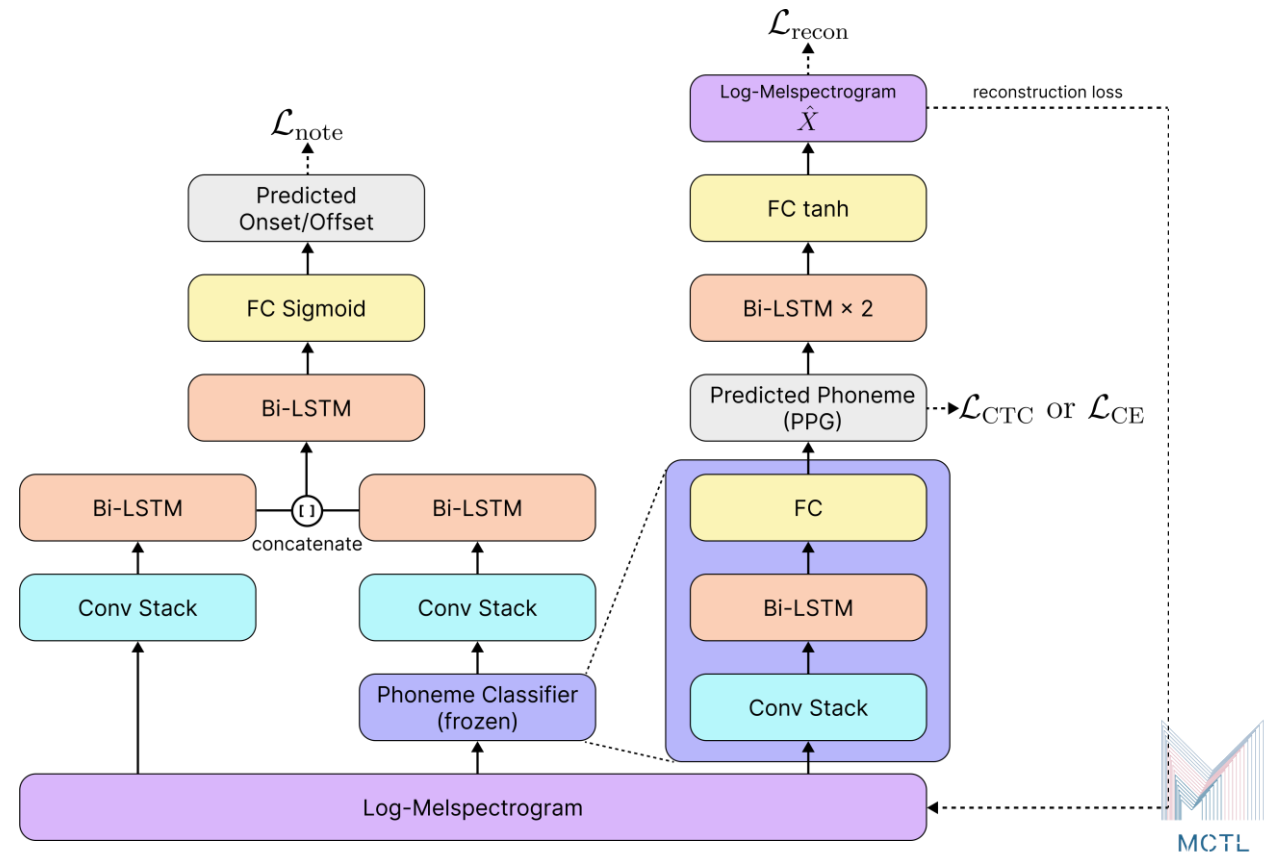 ℒrecon
Log-Melspectrogram
X̂
reconstruction loss
ℒnote
Predicted
Onset/Offset
FC tanh
FC Sigmoid
Bi-LSTM × 2
Bi-LSTM
Predicted Phoneme
(PPG)
ℒCTC or ℒCE
Bi-LSTM
[ ]
concatenate
Bi-LSTM
FC
Conv Stack
Conv Stack
Bi-LSTM
Phoneme Classifier
(frozen)
Conv Stack
Log-Melspectrogram
MCTL